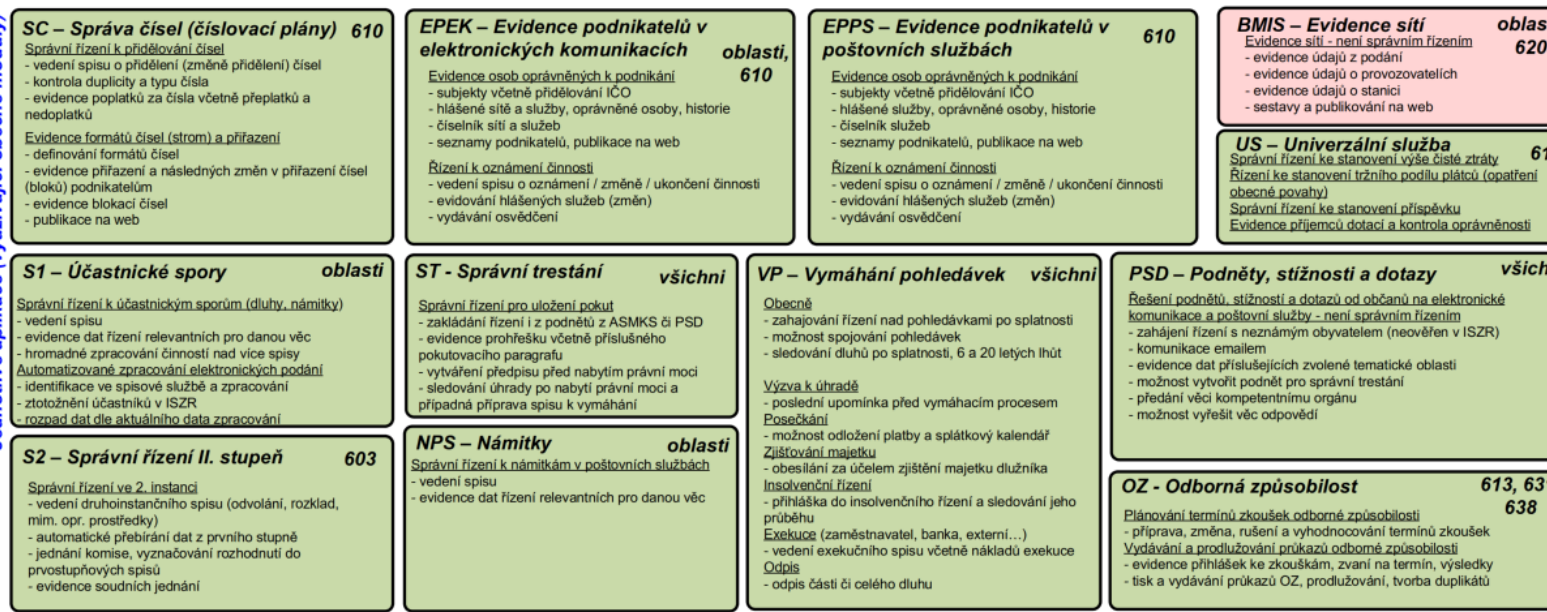 SC – Správa čísel (číslovací plány) 610
Správní řízení k přidělování čísel
- vedení spisu o přidělení (změně přidělení) čísel
- kontrola duplicity a typu čísla
- evidence poplatků za čísla včetně přeplatků a
nedoplatků
Evidence formátů čísel (strom) a přiřazení
- definování formátů čísel
- evidence přiřazení a následných změn v přiřazení čísel
(bloků) podnikatelům
- evidence blokací čísel
- publikace na web
EPEK – Evidence podnikatelů v
elektronických komunikacích
oblasti,
610
Evidence osob oprávněných k podnikání
- subjekty včetně přidělování IČO
- hlášené sítě a služby, oprávněné osoby, historie
- číselník sítí a služeb
- seznamy podnikatelů, publikace na web
Řízení k oznámení činnosti
- vedení spisu o oznámení / změně / ukončení činnosti
- evidování hlášených služeb (změn)
- vydávání osvědčení
EPPS – Evidence podnikatelů v
poštovních službách
610
Evidence osob oprávněných k podnikání
- subjekty včetně přidělování IČO
- hlášené služby, oprávněné osoby, historie
- číselník služeb
- seznamy podnikatelů, publikace na web
Řízení k oznámení činnosti
- vedení spisu o oznámení / změně / ukončení činnosti
- evidování hlášených služeb (změn)
- vydávání osvědčení
BMIS – Evidence sítí
oblas
620
Evidence sítí - není správním řízením
- evidence údajů z podání
- evidence údajů o provozovatelích
- evidence údajů o stanici
- sestavy a publikování na web
US – Univerzální služba
Správní řízení ke stanovení výše čisté ztráty
Řízení ke stanovení tržního podílu plátců (opatření
obecné povahy)
Správní řízení ke stanovení příspěvku
Evidence příjemců dotací a kontrola oprávněnosti
S1 – Účastnické spory oblasti
Správní řízení k účastnickým sporům (dluhy, námitky)
- vedení spisu
- evidence dat řízení relevantních pro danou věc
- hromadné zpracování činností nad více spisy
Automatizované zpracování elektronických podání
- identifikace ve spisové službě a zpracování
- ztotožnění účastníků v ISZR
- rozpad dat dle aktuálního data zpracování
ST - Správní trestání všichni
Správní řízení pro uložení pokut
- zakládání řízení i z podnětů z ASMKS či PSD
- evidence prohřešku včetně příslušného
pokutovacího paragrafu
- vytváření předpisu před nabytím právní moci
- sledování úhrady po nabytí právní moci a
případná příprava spisu k vymáhání
VP – Vymáhání pohledávek všichni
Obecně
- zahajování řízení nad pohledávkami po splatnosti
- možnost spojování pohledávek
- sledování dluhů po splatnosti, 6 a 20 letých lhůt
Výzva k úhradě
- poslední upomínka před vymáhacím procesem
Posečkání
- možnost odložení platby a splátkový kalendář
Zjišťování majetku
- obesílání za účelem zjištění majetku dlužníka
Insolvenční řízení
- přihláška do insolvenčního řízení a sledování jeho
průběhu
Exekuce (zaměstnavatel, banka, externí…)
- vedení exekučního spisu včetně nákladů exekuce
Odpis
- odpis části či celého dluhu
PSD – Podněty, stížnosti a dotazy všich
Řešení podnětů, stížností a dotazů od občanů na elektronické
komunikace a poštovní služby - není správním řízením
- zahájení řízení s neznámým obyvatelem (neověřen v ISZR)
- komunikace emailem
- evidence dat příslušejících zvolené tematické oblasti
- možnost vytvořit podnět pro správní trestání
- předání věci kompetentnímu orgánu
- možnost vyřešit věc odpovědí
S2 – Správní řízení II. stupeň 603
Správní řízení ve 2. instanci
- vedení druhoinstančního spisu (odvolání, rozklad,
mim. opr. prostředky)
- automatické přebírání dat z prvního stupně
- jednání komise, vyznačování rozhodnutí do
prvostupňových spisů
- evidence soudních jednání
NPS – Námitky oblasti
Správní řízení k námitkám v poštovních službách
- vedení spisu
- evidence dat řízení relevantních pro danou věc
OZ - Odborná způsobilost 613,
638
Plánování termínů zkoušek odborné způsobilosti
- příprava, změna, rušení a vyhodnocování termínů zkoušek
Vydávání a prodlužování průkazů odborné způsobilosti
- evidence přihlášek ke zkouškám, zvaní na termín, výsledky
- tisk a vydávání průkazů OZ, prodlužování, tvorba duplikátů